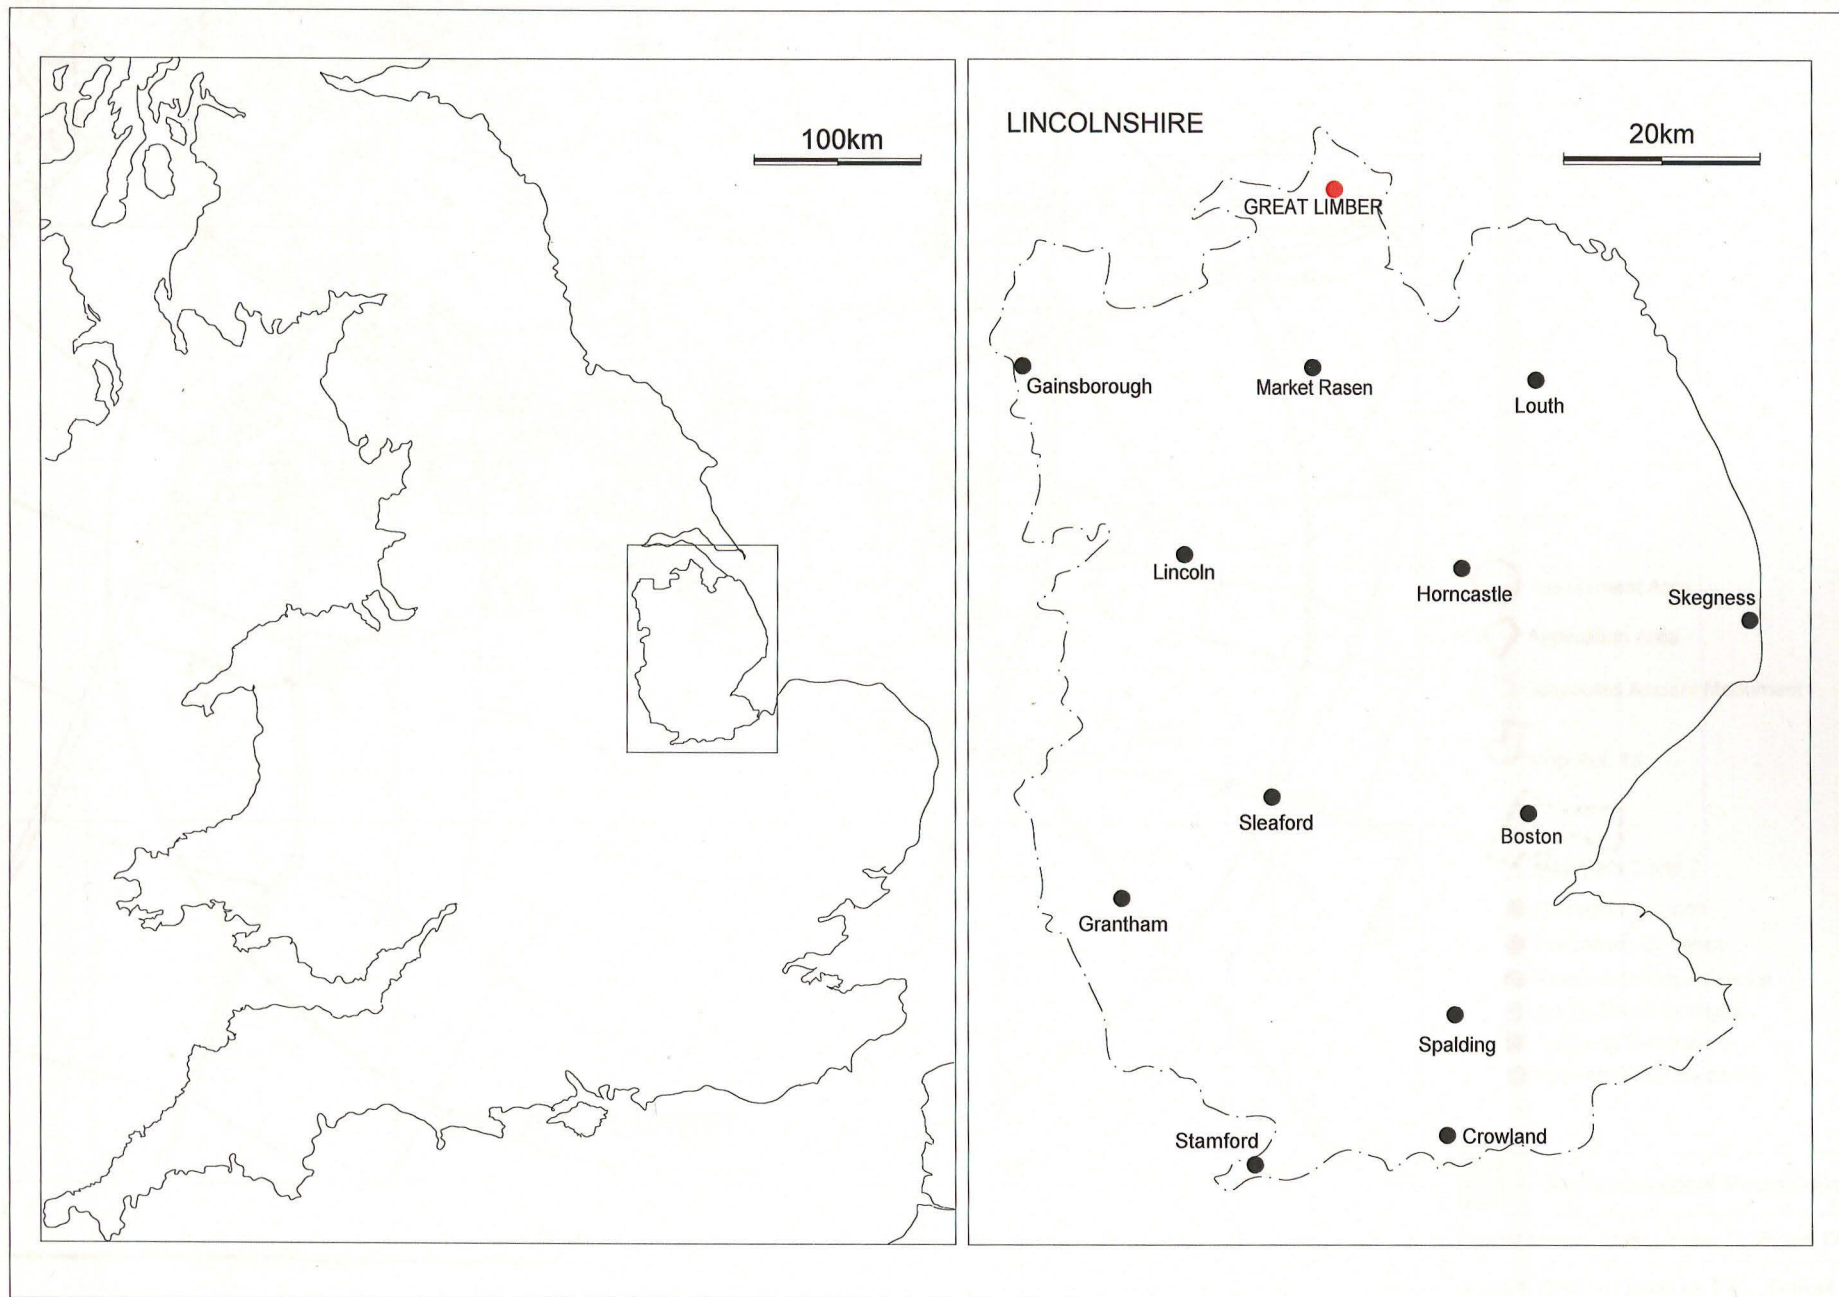 100km
LINCOLNSHIRE
20km
GREAT LIMBER
Gainsborough
Market Rasen
Louth
Lincoln
Horncastle
Skegness
Sleaford
Boston
Grantham
Spalding
Stamford
Crowland